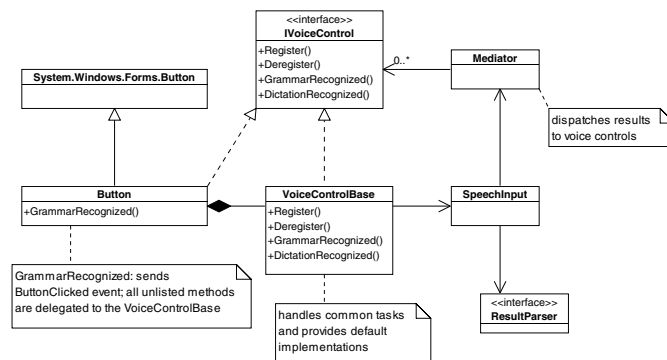 <<interface>>
IVoiceControl
+Register()
+Deregister()
+GrammarRecognized()
+DictationRecognized()
0..*
Mediator
System.Windows.Forms.Button
dispatches results
to voice controls
Button
+GrammarRecognized()
VoiceControlBase
+Register()
+Deregister()
+GrammarRecognized()
+DictationRecognized()
SpeechInput
GrammarRecognized: sends
ButtonClicked event; all unlisted methods
are delegated to the VoiceControlBase
handles common tasks
and provides default
implementations
<<interface>>
ResultParser